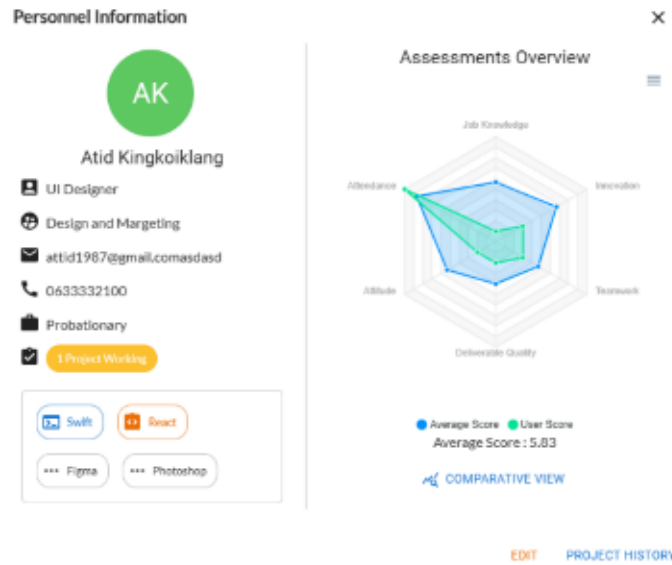 Personnel Information
AK
Atid Kingkoiklang
UI Designer
Design and Margeting
attid1987@gmail.comasdasd
0633332100
Probationary
1 Project Working
Swift
React
Figma
Photoshop
Assessments Overview
Job Knowledge
Attendance
Innovation
Attitude
Teamwork
Deliverable Quality
Average Score
User Score
Average Score : 5.83
COMPARATIVE VIEW
EDIT
PROJECT HISTORY